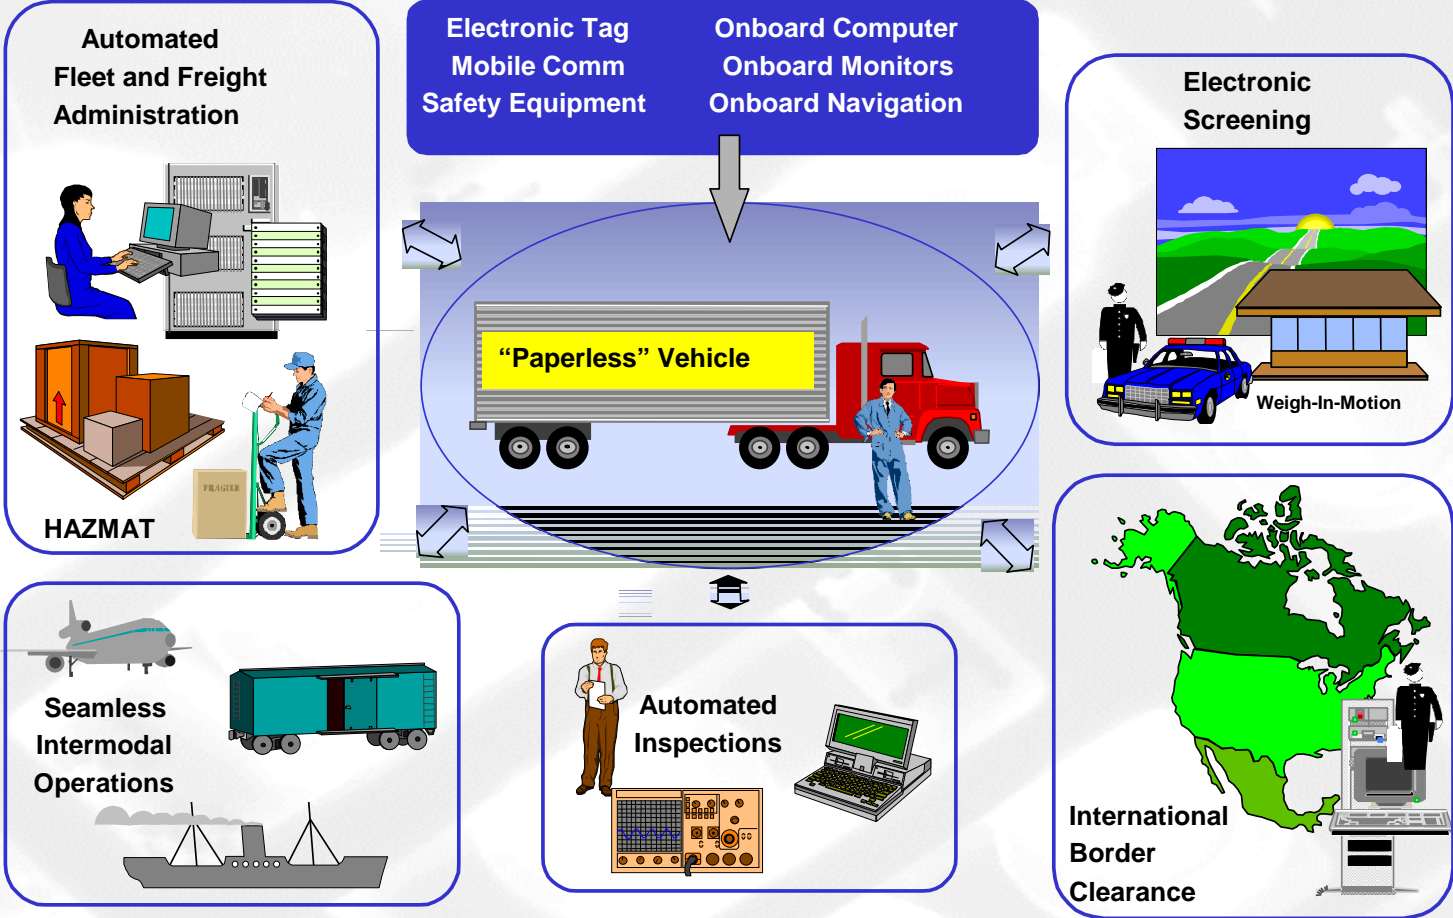 Automated
Fleet and Freight
Administration
FRAGILE
HAZMAT
Electronic Tag
Mobile Comm
Safety Equipment
Onboard Computer
Onboard Monitors
Onboard Navigation
Electronic
Screening
Weigh-In-Motion
“Paperless” Vehicle
Seamless
Intermodal
Operations
Automated
Inspections
International
Border
Clearance